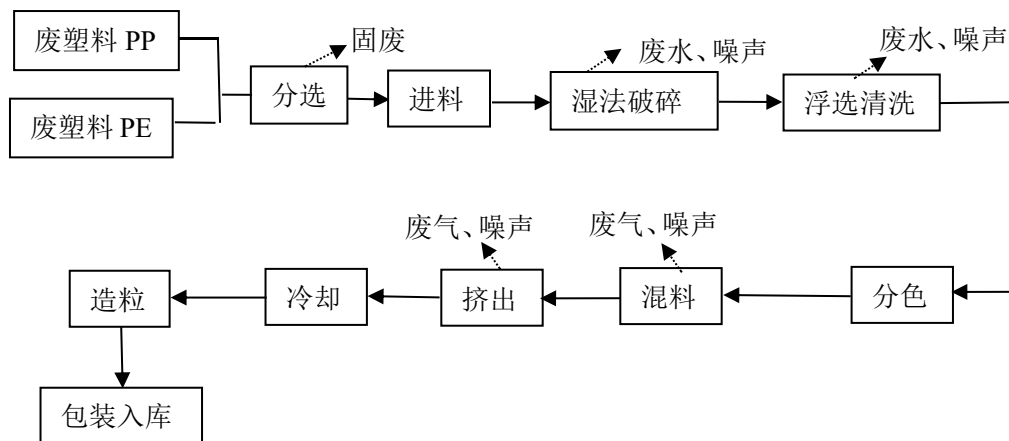 废塑料 PP
固废
废水、噪声
废水、噪声
分选
进料
湿法破碎
浮选清洗
废塑料 PE
废气、噪声
废气、噪声
造粒
冷却
挤出
混料
分色
包装入库